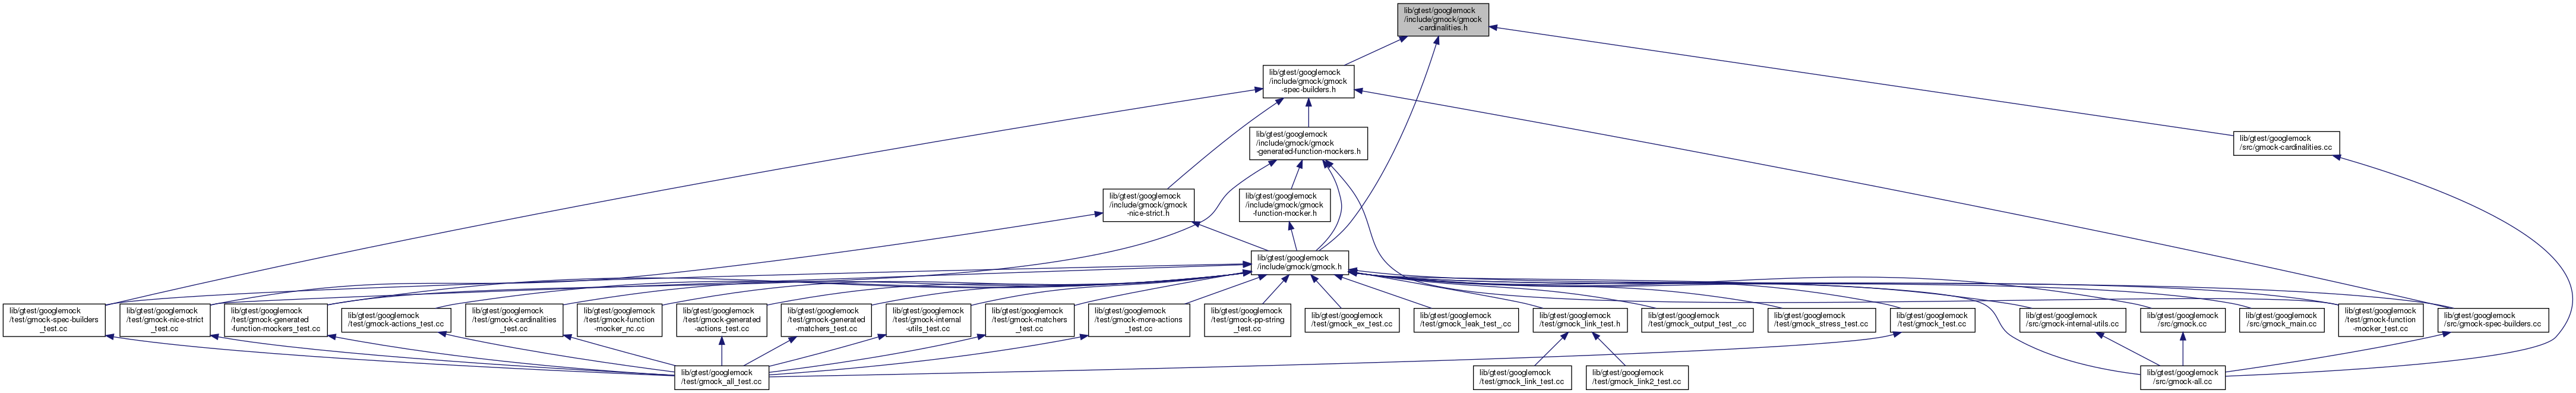 lib/gtest/googlemock
/include/gmock/gmock
-cardinalities.h
lib/gtest/googlemock
/include/gmock/gmock
-spec-builders.h
lib/gtest/googlemock
/include/gmock/gmock
-generated-function-mockers.h
lib/gtest/googlemock
/src/gmock-cardinalities.cc
lib/gtest/googlemock
/include/gmock/gmock
-nice-strict.h
lib/gtest/googlemock
/include/gmock/gmock
-function-mocker.h
lib/gtest/googlemock
/include/gmock/gmock.h
lib/gtest/googlemock
/test/gmock-spec-builders
_test.cc
lib/gtest/googlemock
/test/gmock-nice-strict
_test.cc
lib/gtest/googlemock
/test/gmock-generated
-function-mockers_test.cc
lib/gtest/googlemock
/test/gmock-actions_test.cc
lib/gtest/googlemock
/test/gmock-cardinalities
_test.cc
lib/gtest/googlemock
/test/gmock-function
-mocker_nc.cc
lib/gtest/googlemock
/test/gmock-generated
-actions_test.cc
lib/gtest/googlemock
/test/gmock-generated
-matchers_test.cc
lib/gtest/googlemock
/test/gmock-internal
-utils_test.cc
lib/gtest/googlemock
/test/gmock-matchers
_test.cc
lib/gtest/googlemock
/test/gmock-more-actions
_test.cc
lib/gtest/googlemock
/test/gmock-pp-string
_test.cc
lib/gtest/googlemock
/test/gmock_ex_test.cc
lib/gtest/googlemock
/test/gmock_leak_test_.cc
lib/gtest/googlemock
/test/gmock_link_test.h
lib/gtest/googlemock
/test/gmock_output_test_.cc
lib/gtest/googlemock
/test/gmock_stress_test.cc
lib/gtest/googlemock
/test/gmock_test.cc
lib/gtest/googlemock
/src/gmock-internal-utils.cc
lib/gtest/googlemock
/src/gmock.cc
lib/gtest/googlemock
/src/gmock_main.cc
lib/gtest/googlemock
/test/gmock-function
-mocker_test.cc
lib/gtest/googlemock
/src/gmock-spec-builders.cc
lib/gtest/googlemock
/test/gmock_all_test.cc
lib/gtest/googlemock
/test/gmock_link_test.cc
lib/gtest/googlemock
/test/gmock_link2_test.cc
lib/gtest/googlemock
/src/gmock-all.cc